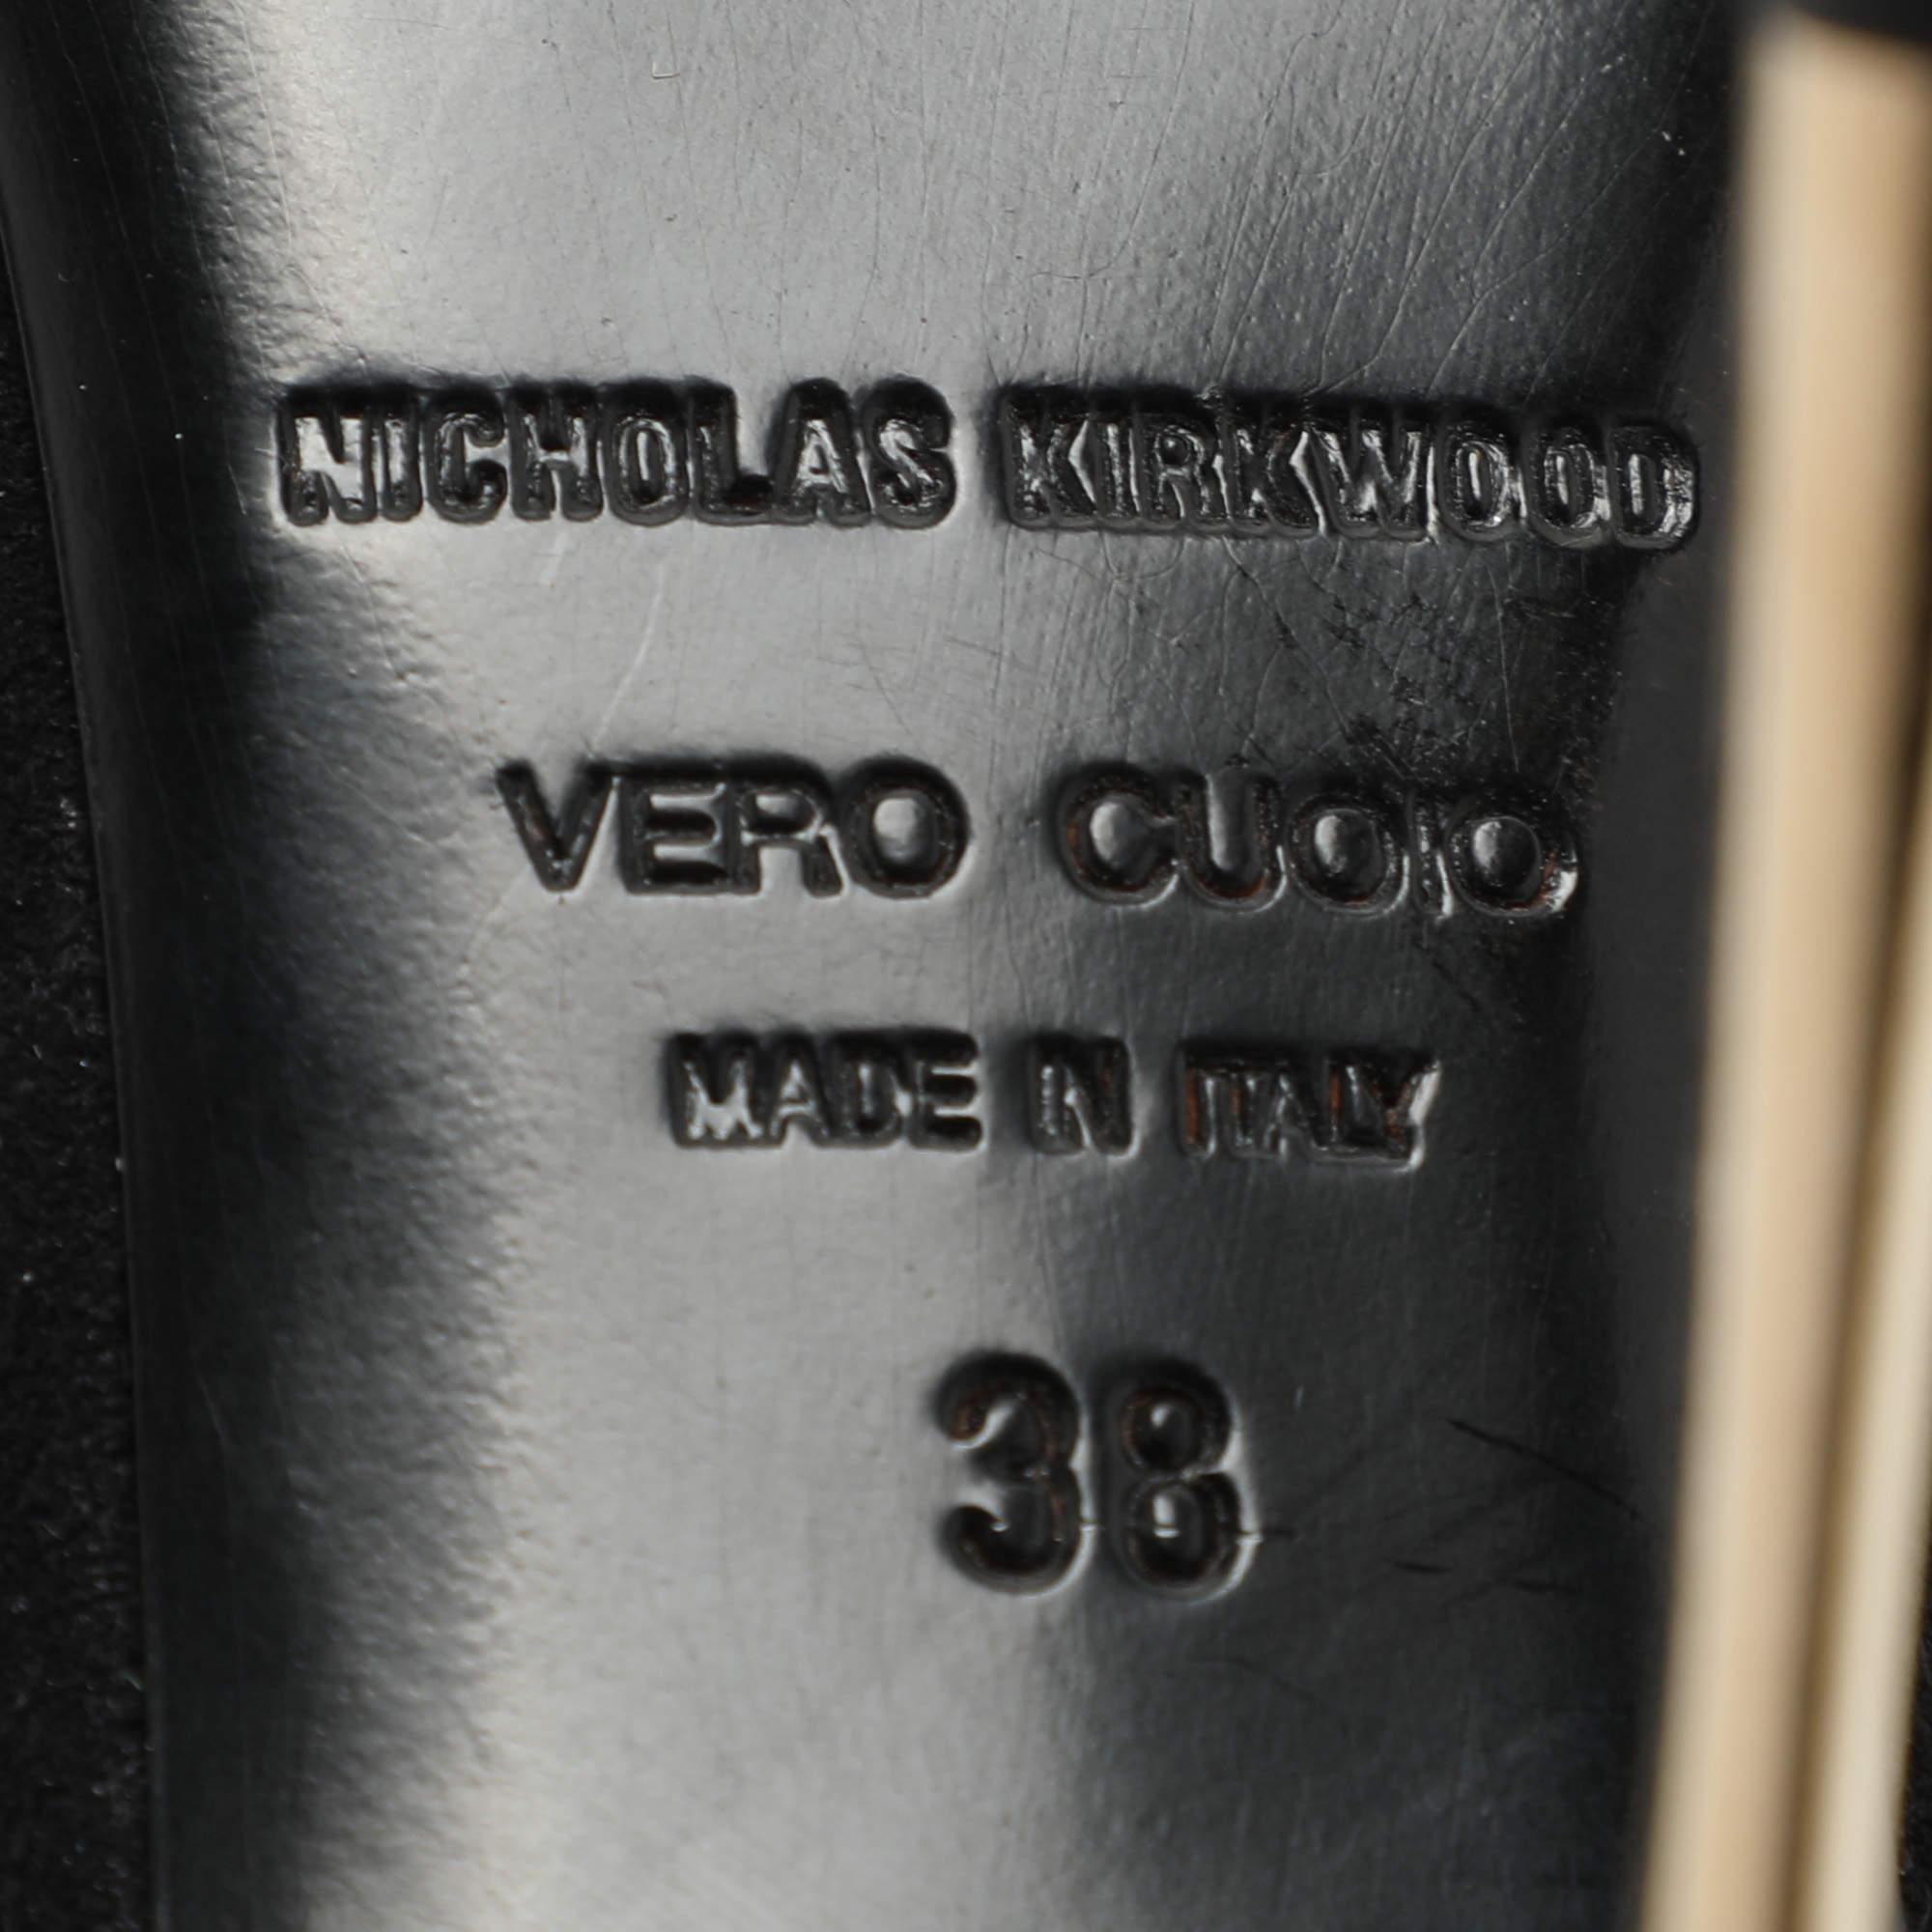 NICHOLAS KIRKWOOD
VERO CUOIO
MADE IN ITALY
38